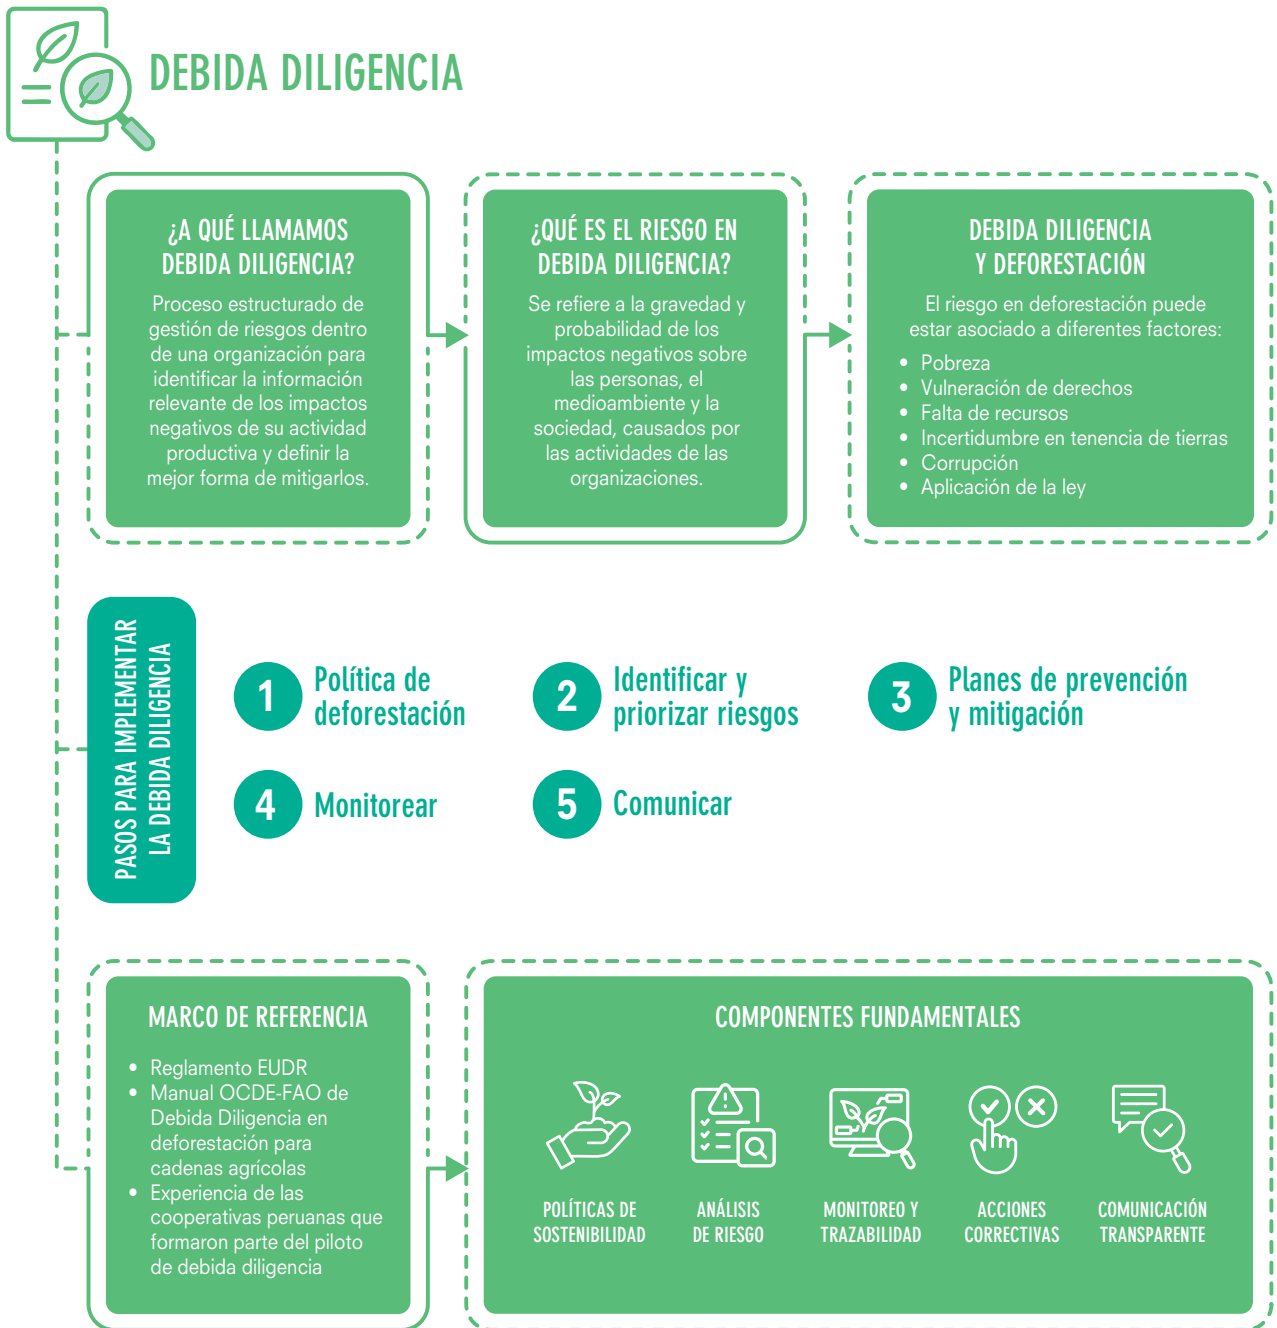 DEBIDA DILIGENCIA
¿A QUÉ LLAMAMOS
DEBIDA DILIGENCIA?
Proceso estructurado de
gestión de riesgos dentro
de una organización para
identificar la información
relevante de los impactos
negativos de su actividad
productiva y definir la
mejor forma de mitigarlos.
¿QUÉ ES EL RIESGO EN
DEBIDA DILIGENCIA?
Se refiere a la gravedad y
probabilidad de los
impactos negativos sobre
las personas, el
medioambiente y la
sociedad, causados por
las actividades de las
organizaciones.
DEBIDA DILIGENCIA
Y DEFORESTACIÓN
El riesgo en deforestación puede
estar asociado a diferentes factores:
• Pobreza
• Vulneración de derechos
• Falta de recursos
• Incertidumbre en tenencia de tierras
• Corrupción
• Aplicación de la ley
PASOS PARA IMPLEMENTAR
LA DEBIDA DILIGENCIA
1 Política de
deforestación
2 Identificar y
priorizar riesgos
3 Planes de prevención
y mitigación
4 Monitorear
5 Comunicar
MARCO DE REFERENCIA
• Reglamento EUDR
• Manual OCDE-FAO de
Debida Diligencia en
deforestación para
cadenas agrícolas
• Experiencia de las
cooperativas peruanas que
formaron parte del piloto
de debida diligencia
COMPONENTES FUNDAMENTALES
POLÍTICAS DE
SOSTENIBILIDAD
ANÁLISIS
DE RIESGO
MONITOREO Y
TRAZABILIDAD
ACCIONES
CORRECTIVAS
COMUNICACIÓN
TRANSPARENTE